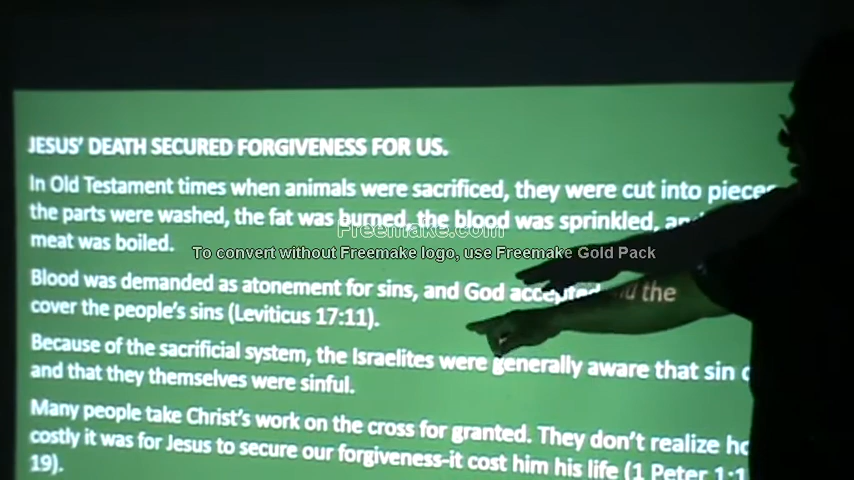 JESUS' DEATH SECURED FORGIVENESS FOR US.
In Old Testament times when animals were sacrificed, they were cut into pieces
the parts were washed, the fat was burned, the blood was sprinkled,
meat was boiled.
Freemake.com
To convert without Freemake logo, use Freemake Gold Pack
Blood was demanded as atonement for sins, and God accepted the
cover the people's sins (Leviticus 17:11).
Because of the sacrificial system, the Israelites were generally aware that sin
and that they themselves were sinful.
Many people take Christ's work on the cross for granted. They don't realize
costly it was for Jesus to secure our forgiveness-it cost him his life (1 Peter 1:1
19).